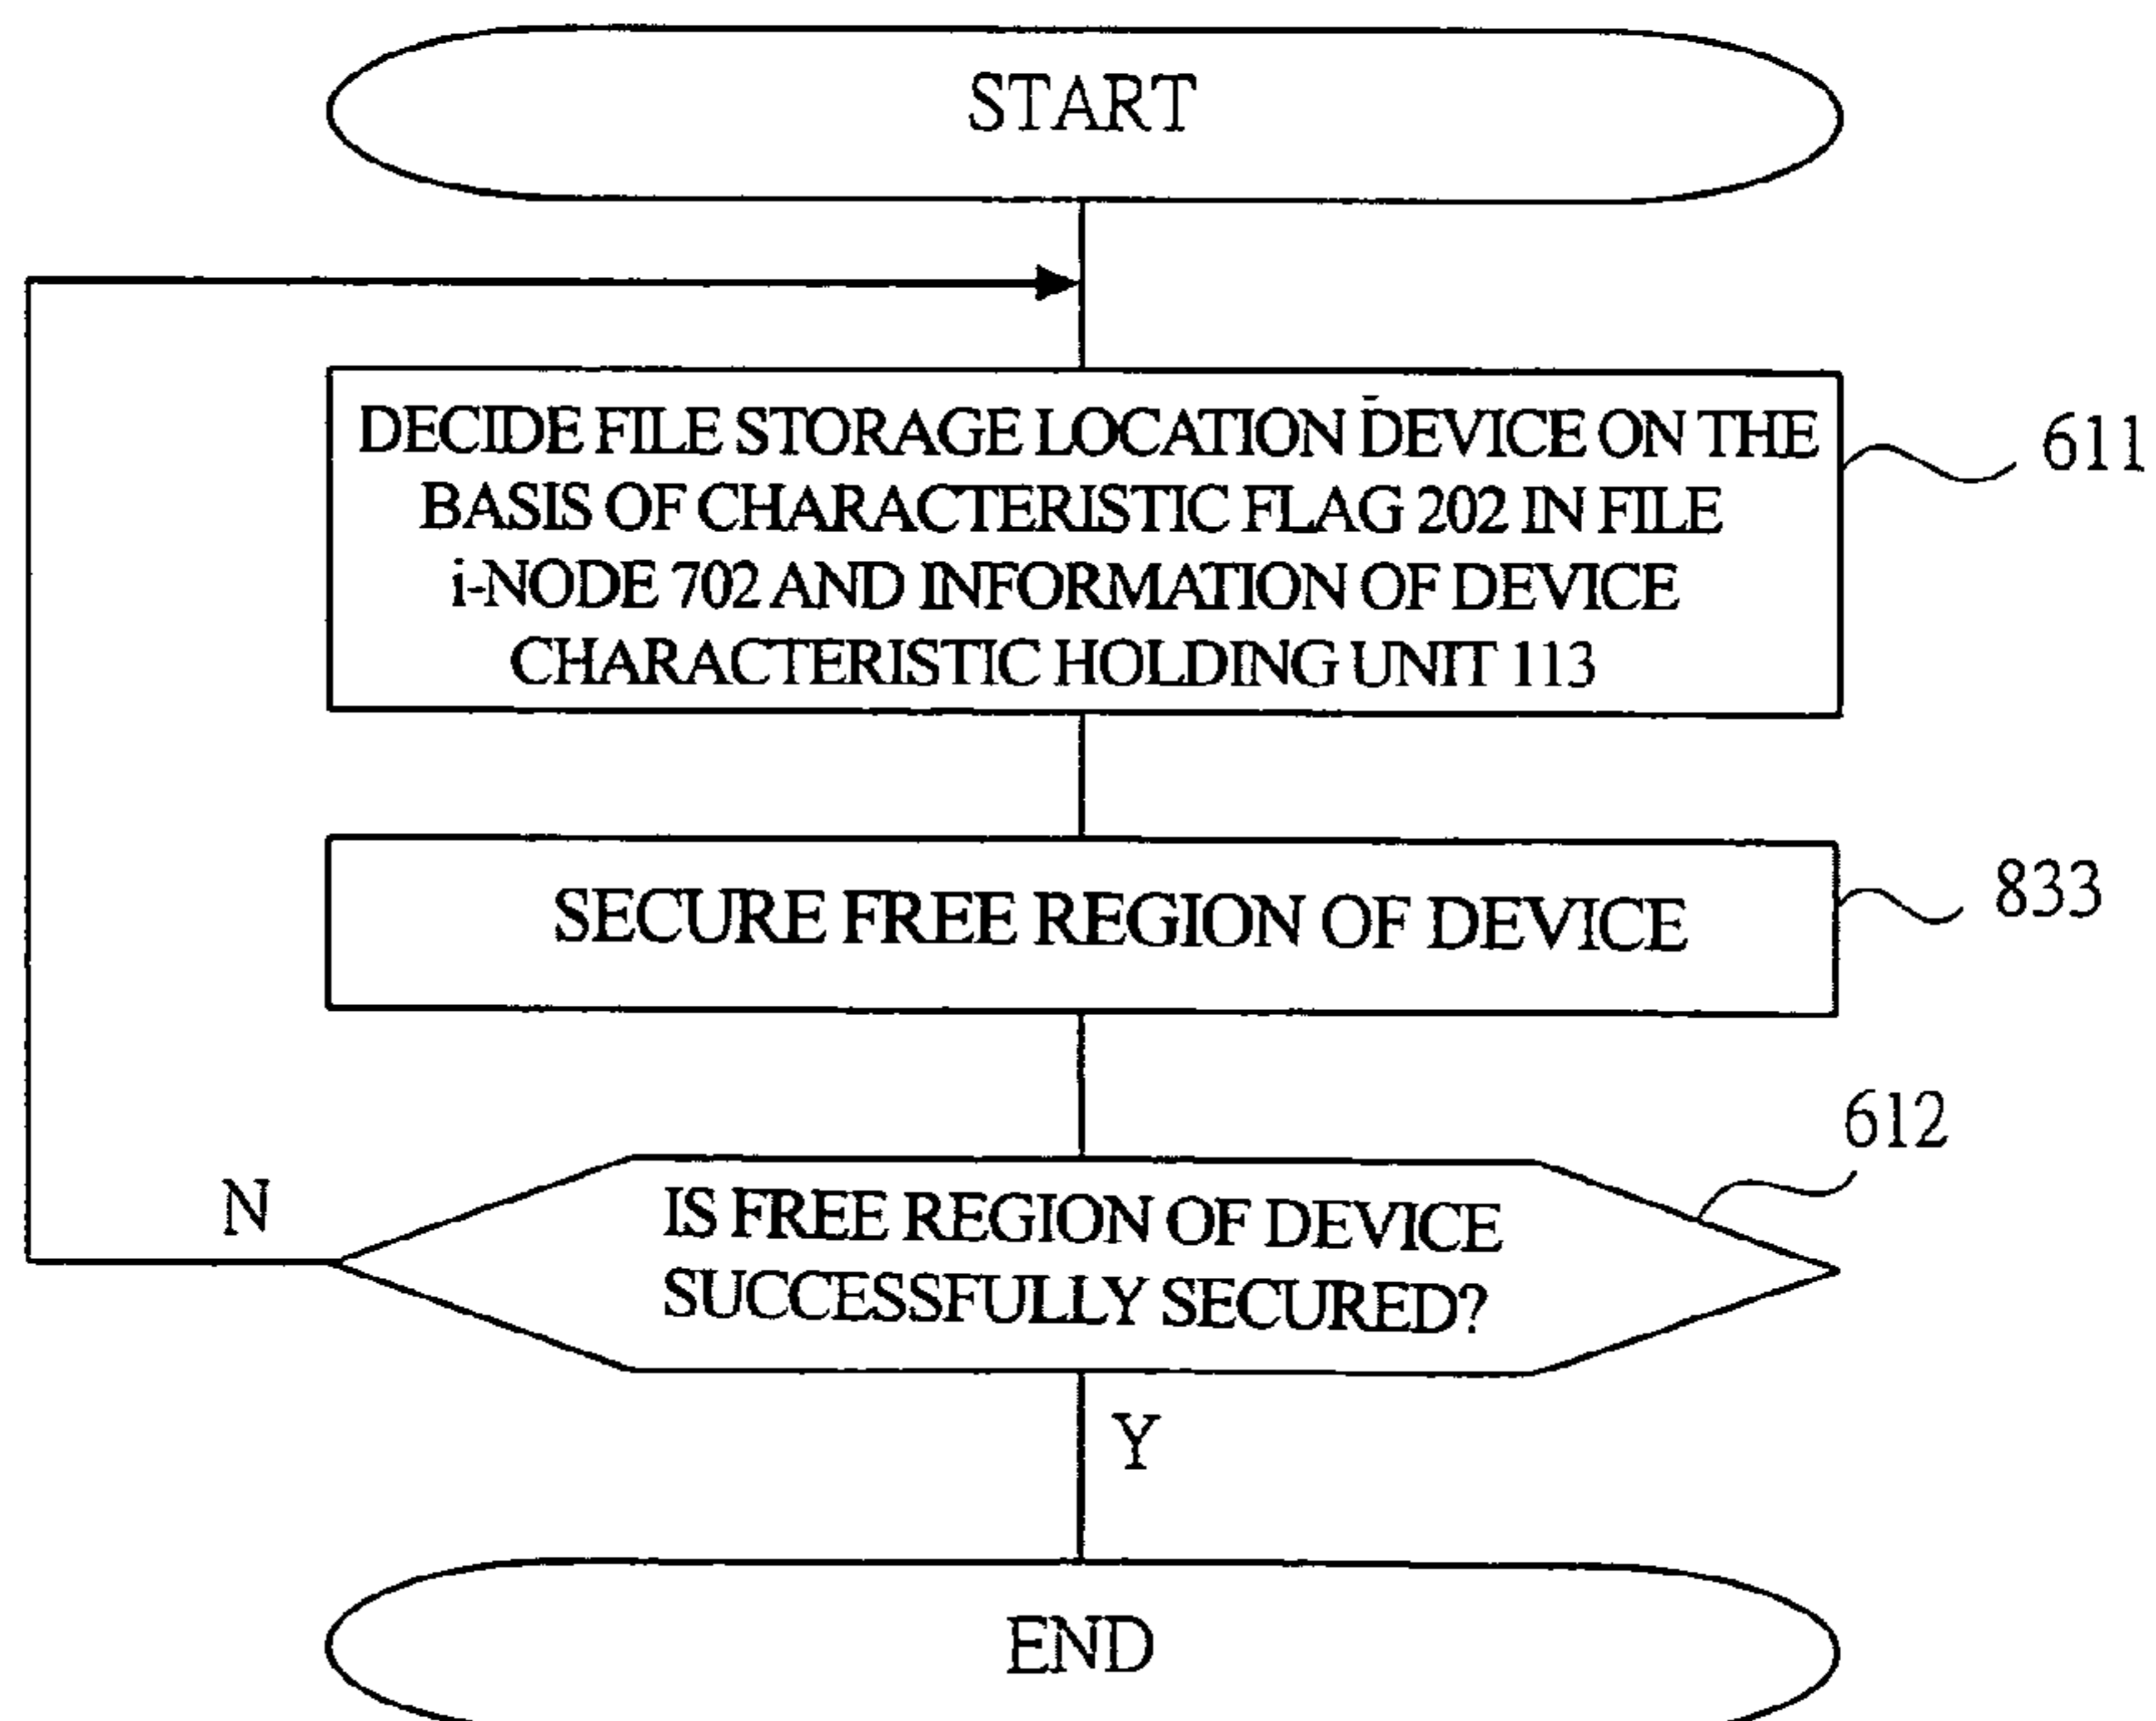 START
DECIDE FILE STORAGE LOCATION DEVICE ON THE
BASIS OF CHARACTERISTIC FLAG 202 IN FILE
i-NODE 702 AND INFORMATION OF DEVICE
CHARACTERISTIC HOLDING UNIT 113
611
SECURE FREE REGION OF DEVICE
833
612
N
IS FREE REGION OF DEVICE
SUCCESSFULLY SECURED?
Y
END